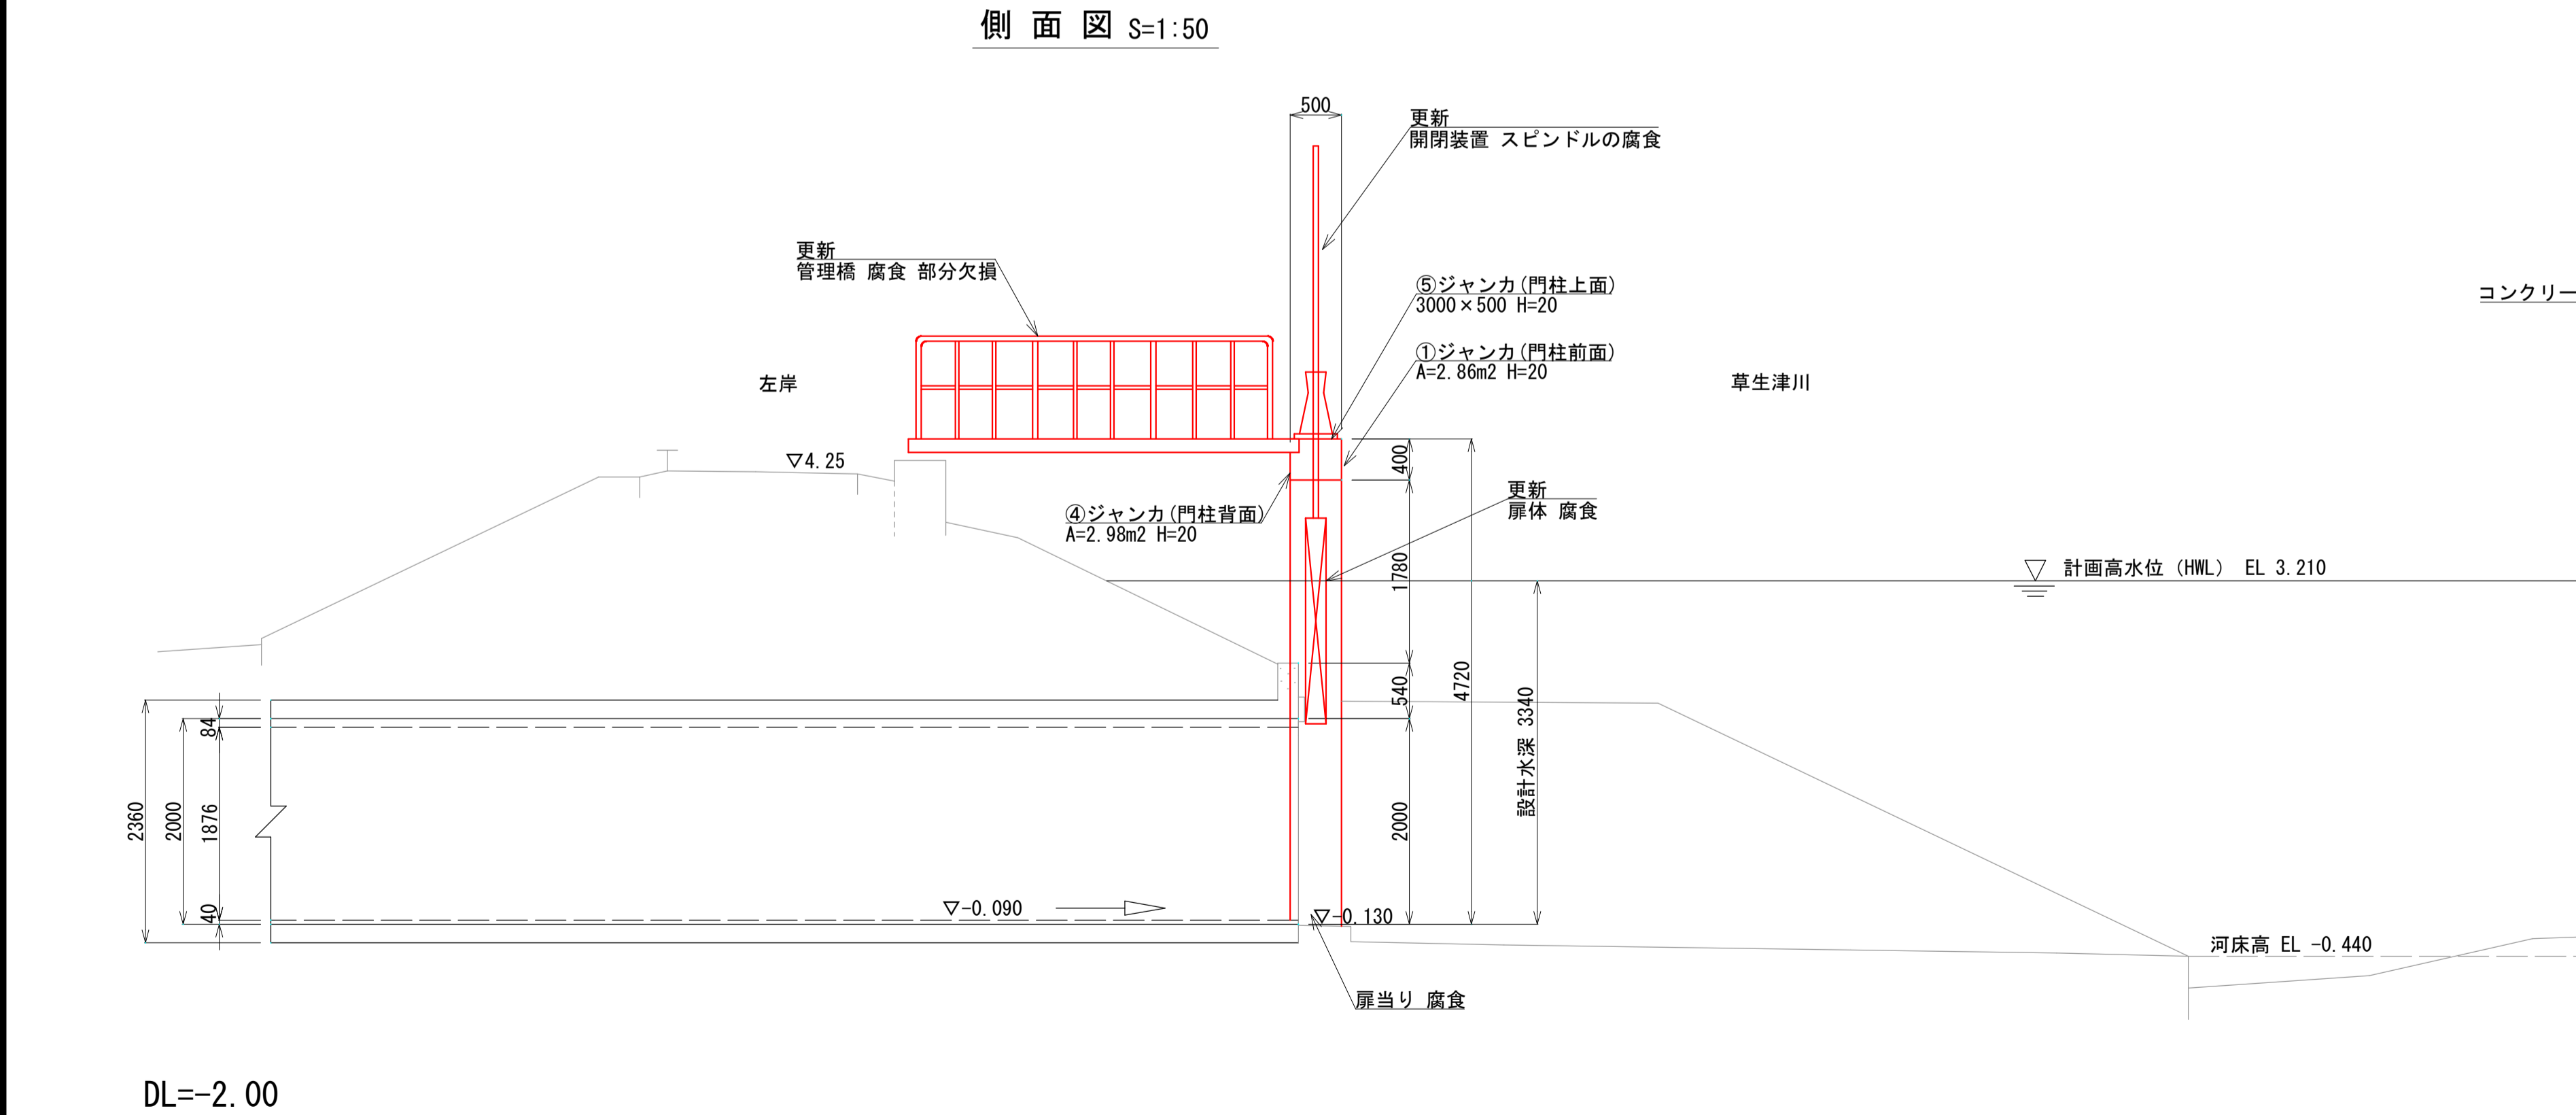 側 面 図 S=1:50
500
更新
開閉装置 スピンドルの腐食
更新
管理橋 腐食 部分欠損
⑤ジャンカ(門柱上面)
3000×500 H=20
コンクリー
①ジャンカ(門柱前面)
A=2.86m2 H=20
左岸
草生津川
▽4.25
400
更新
扉体 腐食
④ジャンカ(門柱背面)
A=2.98m2 H=20
1780
計画高水位 (HWL) EL 3.210
540
4720
設計水深 3340
84
2360
2000
1876
2000
40
▽-0.090
▽-0.130
河床高 EL -0.440
扉当り 腐食
DL=-2.00